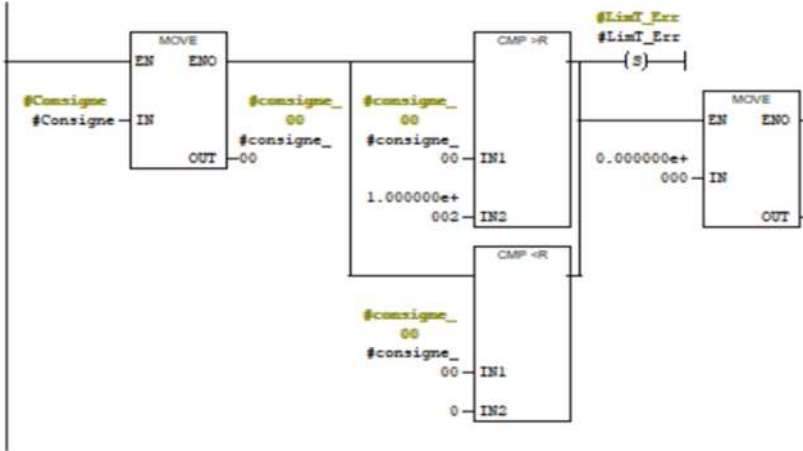 MOVE
EN ENO
#Consigne
#Consigne
IN
OUT
#consigne_
00
#consigne_
00
CMP >R
#consigne_
00
#consigne_
00
IN1
1.000000e+
002
IN2
#LimT_Err
#LimT_Err
(S)
MOVE
EN ENO
0.000000e+
000
IN
OUT
CMP <R
#consigne_
00
#consigne_
00
IN1
0
IN2